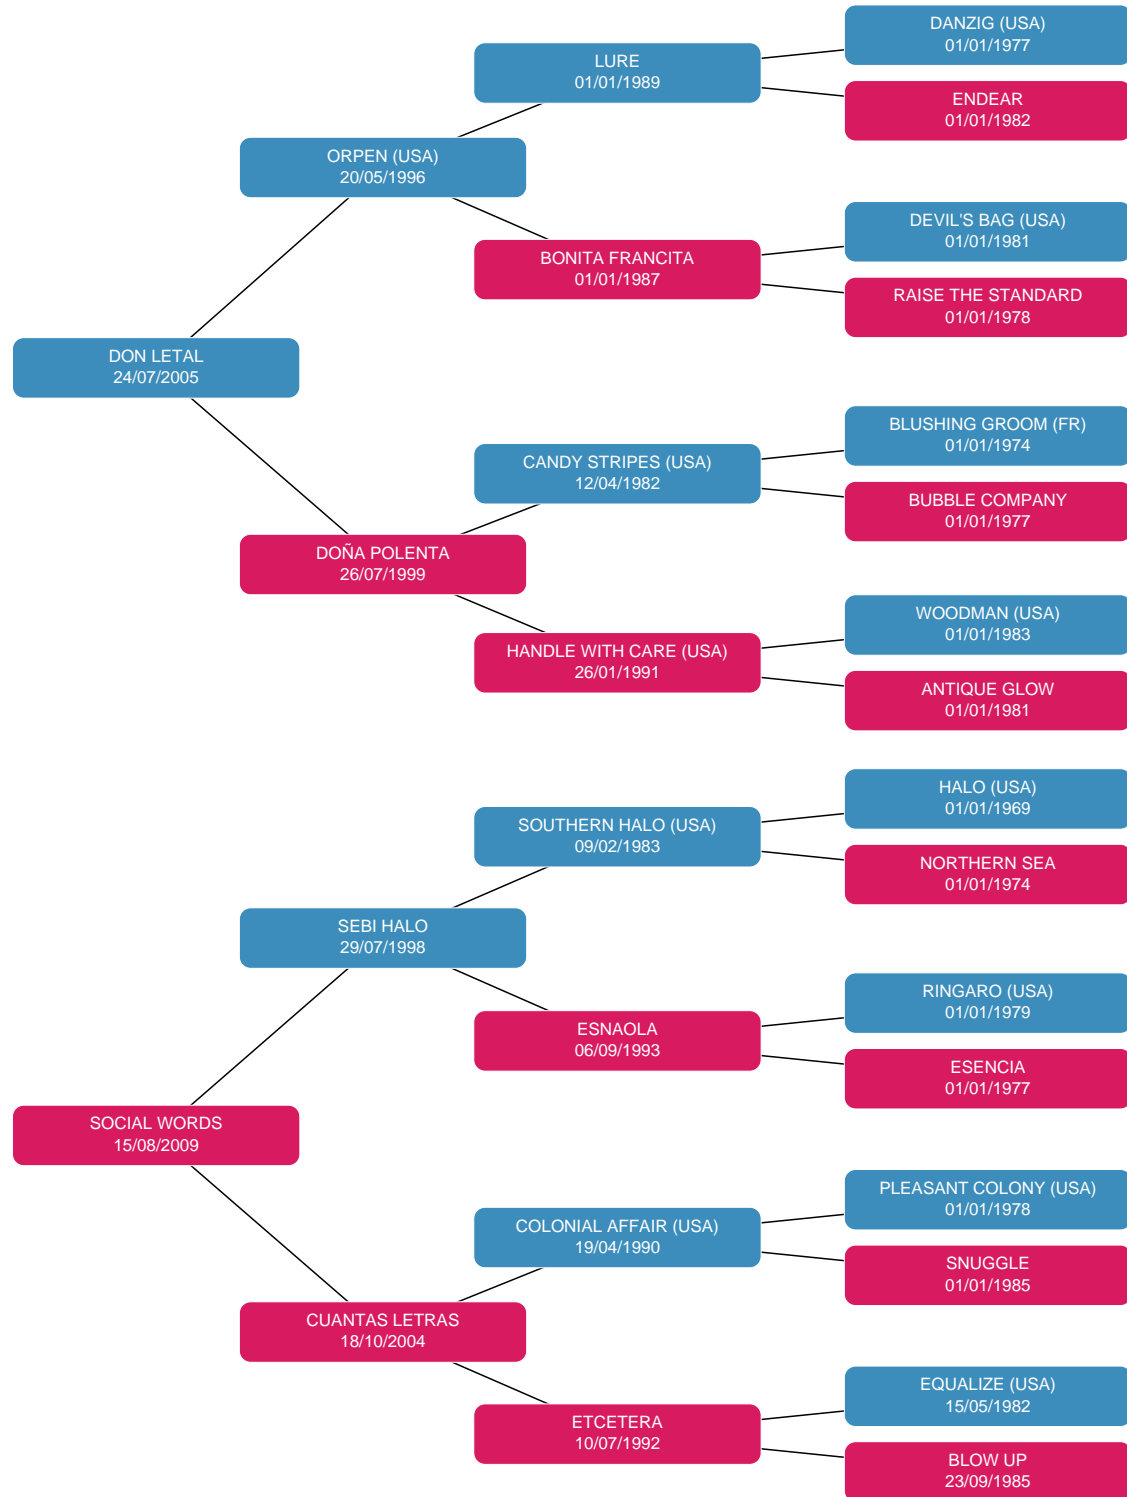 DANZIG (USA)
01/01/1977
LURE
01/01/1989
ENDEAR
01/01/1982
ORPEN (USA)
20/05/1996
DEVIL'S BAG (USA)
01/01/1981
BONITA FRANCITA
01/01/1987
RAISE THE STANDARD
01/01/1978
DON LETAL
24/07/2005
BLUSHING GROOM (FR)
01/01/1974
CANDY STRIPES (USA)
12/04/1982
BUBBLE COMPANY
01/01/1977
DOÑA POLENTA
26/07/1999
WOODMAN (USA)
01/01/1983
HANDLE WITH CARE (USA)
26/01/1991
ANTIQUE GLOW
01/01/1981
HALO (USA)
01/01/1969
SOUTHERN HALO (USA)
09/02/1983
NORTHERN SEA
01/01/1974
SEBI HALO
29/07/1998
RINGARO (USA)
01/01/1979
ESNAOLA
06/09/1993
ESENCIA
01/01/1977
SOCIAL WORDS
15/08/2009
PLEASANT COLONY (USA)
01/01/1978
COLONIAL AFFAIR (USA)
19/04/1990
SNUGGLE
01/01/1985
CUANTAS LETRAS
18/10/2004
EQUALIZE (USA)
15/05/1982
ETCETERA
10/07/1992
BLOW UP
23/09/1985